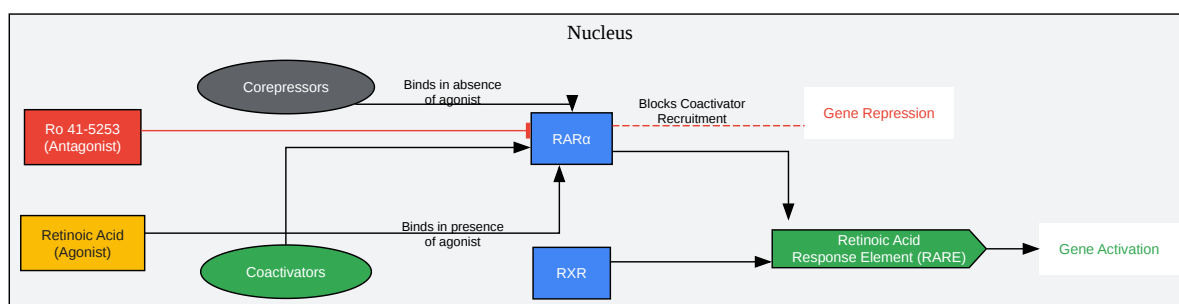 Nucleus
Corepressors
Binds in absence
of agonist
Ro 41-5253
(Antagonist)
RARα
Blocks Coactivator
Recruitment
Gene Repression
Retinoic Acid
(Agonist)
Binds in presence
of agonist
Coactivators
RXR
Retinoic Acid
Response Element (RARE)
Gene Activation